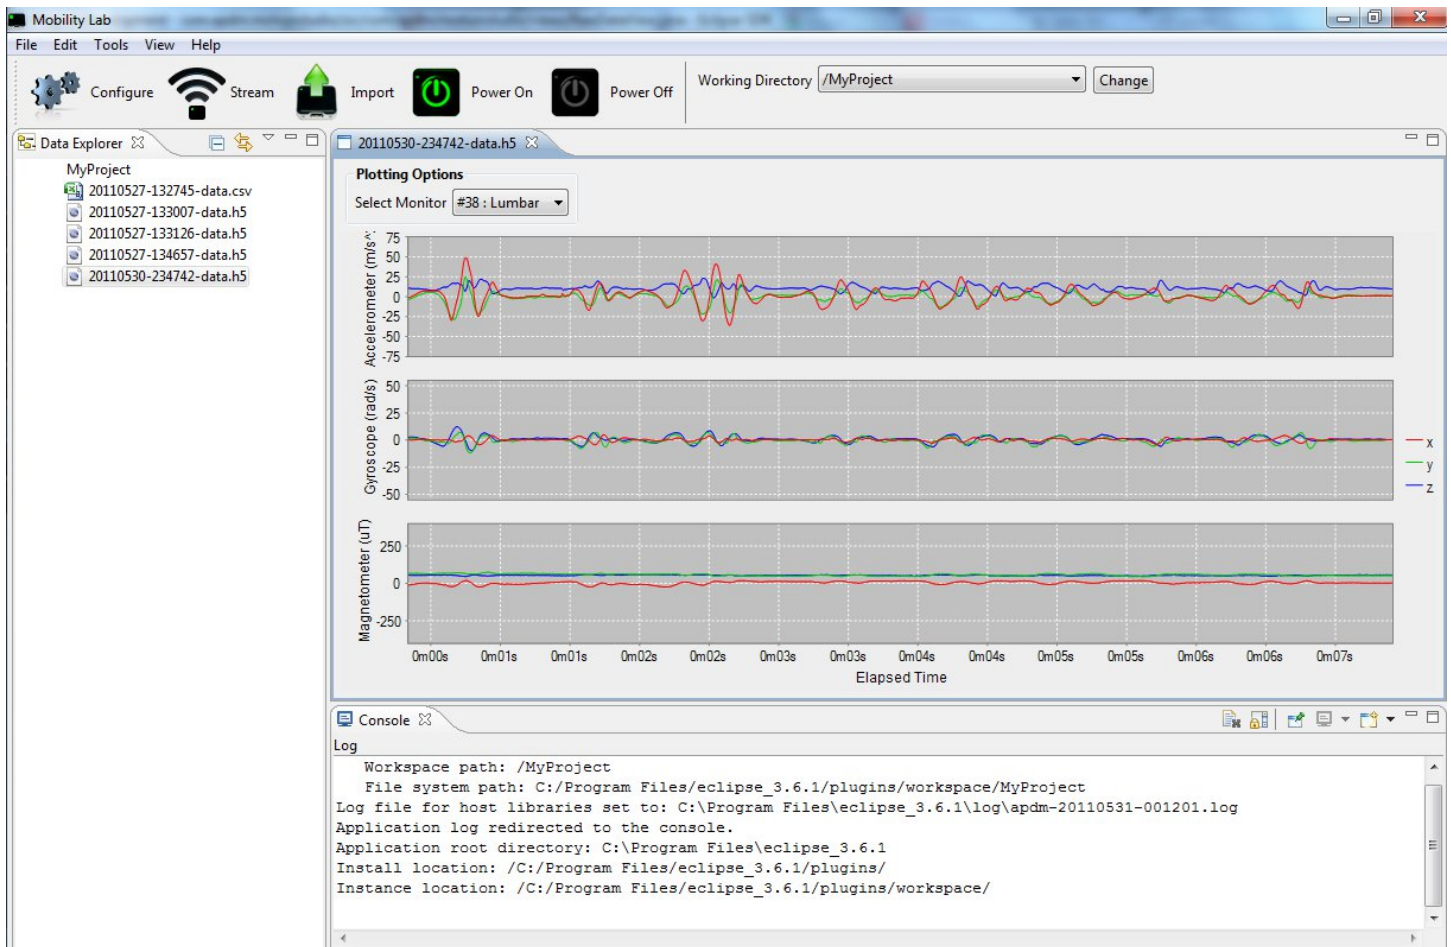 Mobility Lab
File Edit Tools View Help
Configure Stream Import Power On Power Off Working Directory /MyProject Change
Data Explorer
MyProject
20110527-132745-data.csv
20110527-133007-data.h5
20110527-133126-data.h5
20110527-134657-data.h5
20110530-234742-data.h5
20110530-234742-data.h5
Plotting Options
Select Monitor #38 : Lumbar
Accelerometer (m/s^
75
50
25
0
-25
-50
-75
Gyroscope (rad/s)
50
25
0
-25
-50
x
y
z
Magnetometer (uT)
250
0
-250
0m00s 0m01s 0m01s 0m02s 0m02s 0m03s 0m03s 0m04s 0m04s 0m05s 0m05s 0m06s 0m06s 0m07s
Elapsed Time
Console
Log
Workspace path: /MyProject
File system path: C:/Program Files/eclipse_3.6.1/plugins/workspace/MyProject
Log file for host libraries set to: C:\Program Files\eclipse_3.6.1\log\apdm-20110531-001201.log
Application log redirected to the console.
Application root directory: C:\Program Files\eclipse_3.6.1
Install location: /C:/Program Files/eclipse_3.6.1/plugins/
Instance location: /C:/Program Files/eclipse_3.6.1/plugins/workspace/